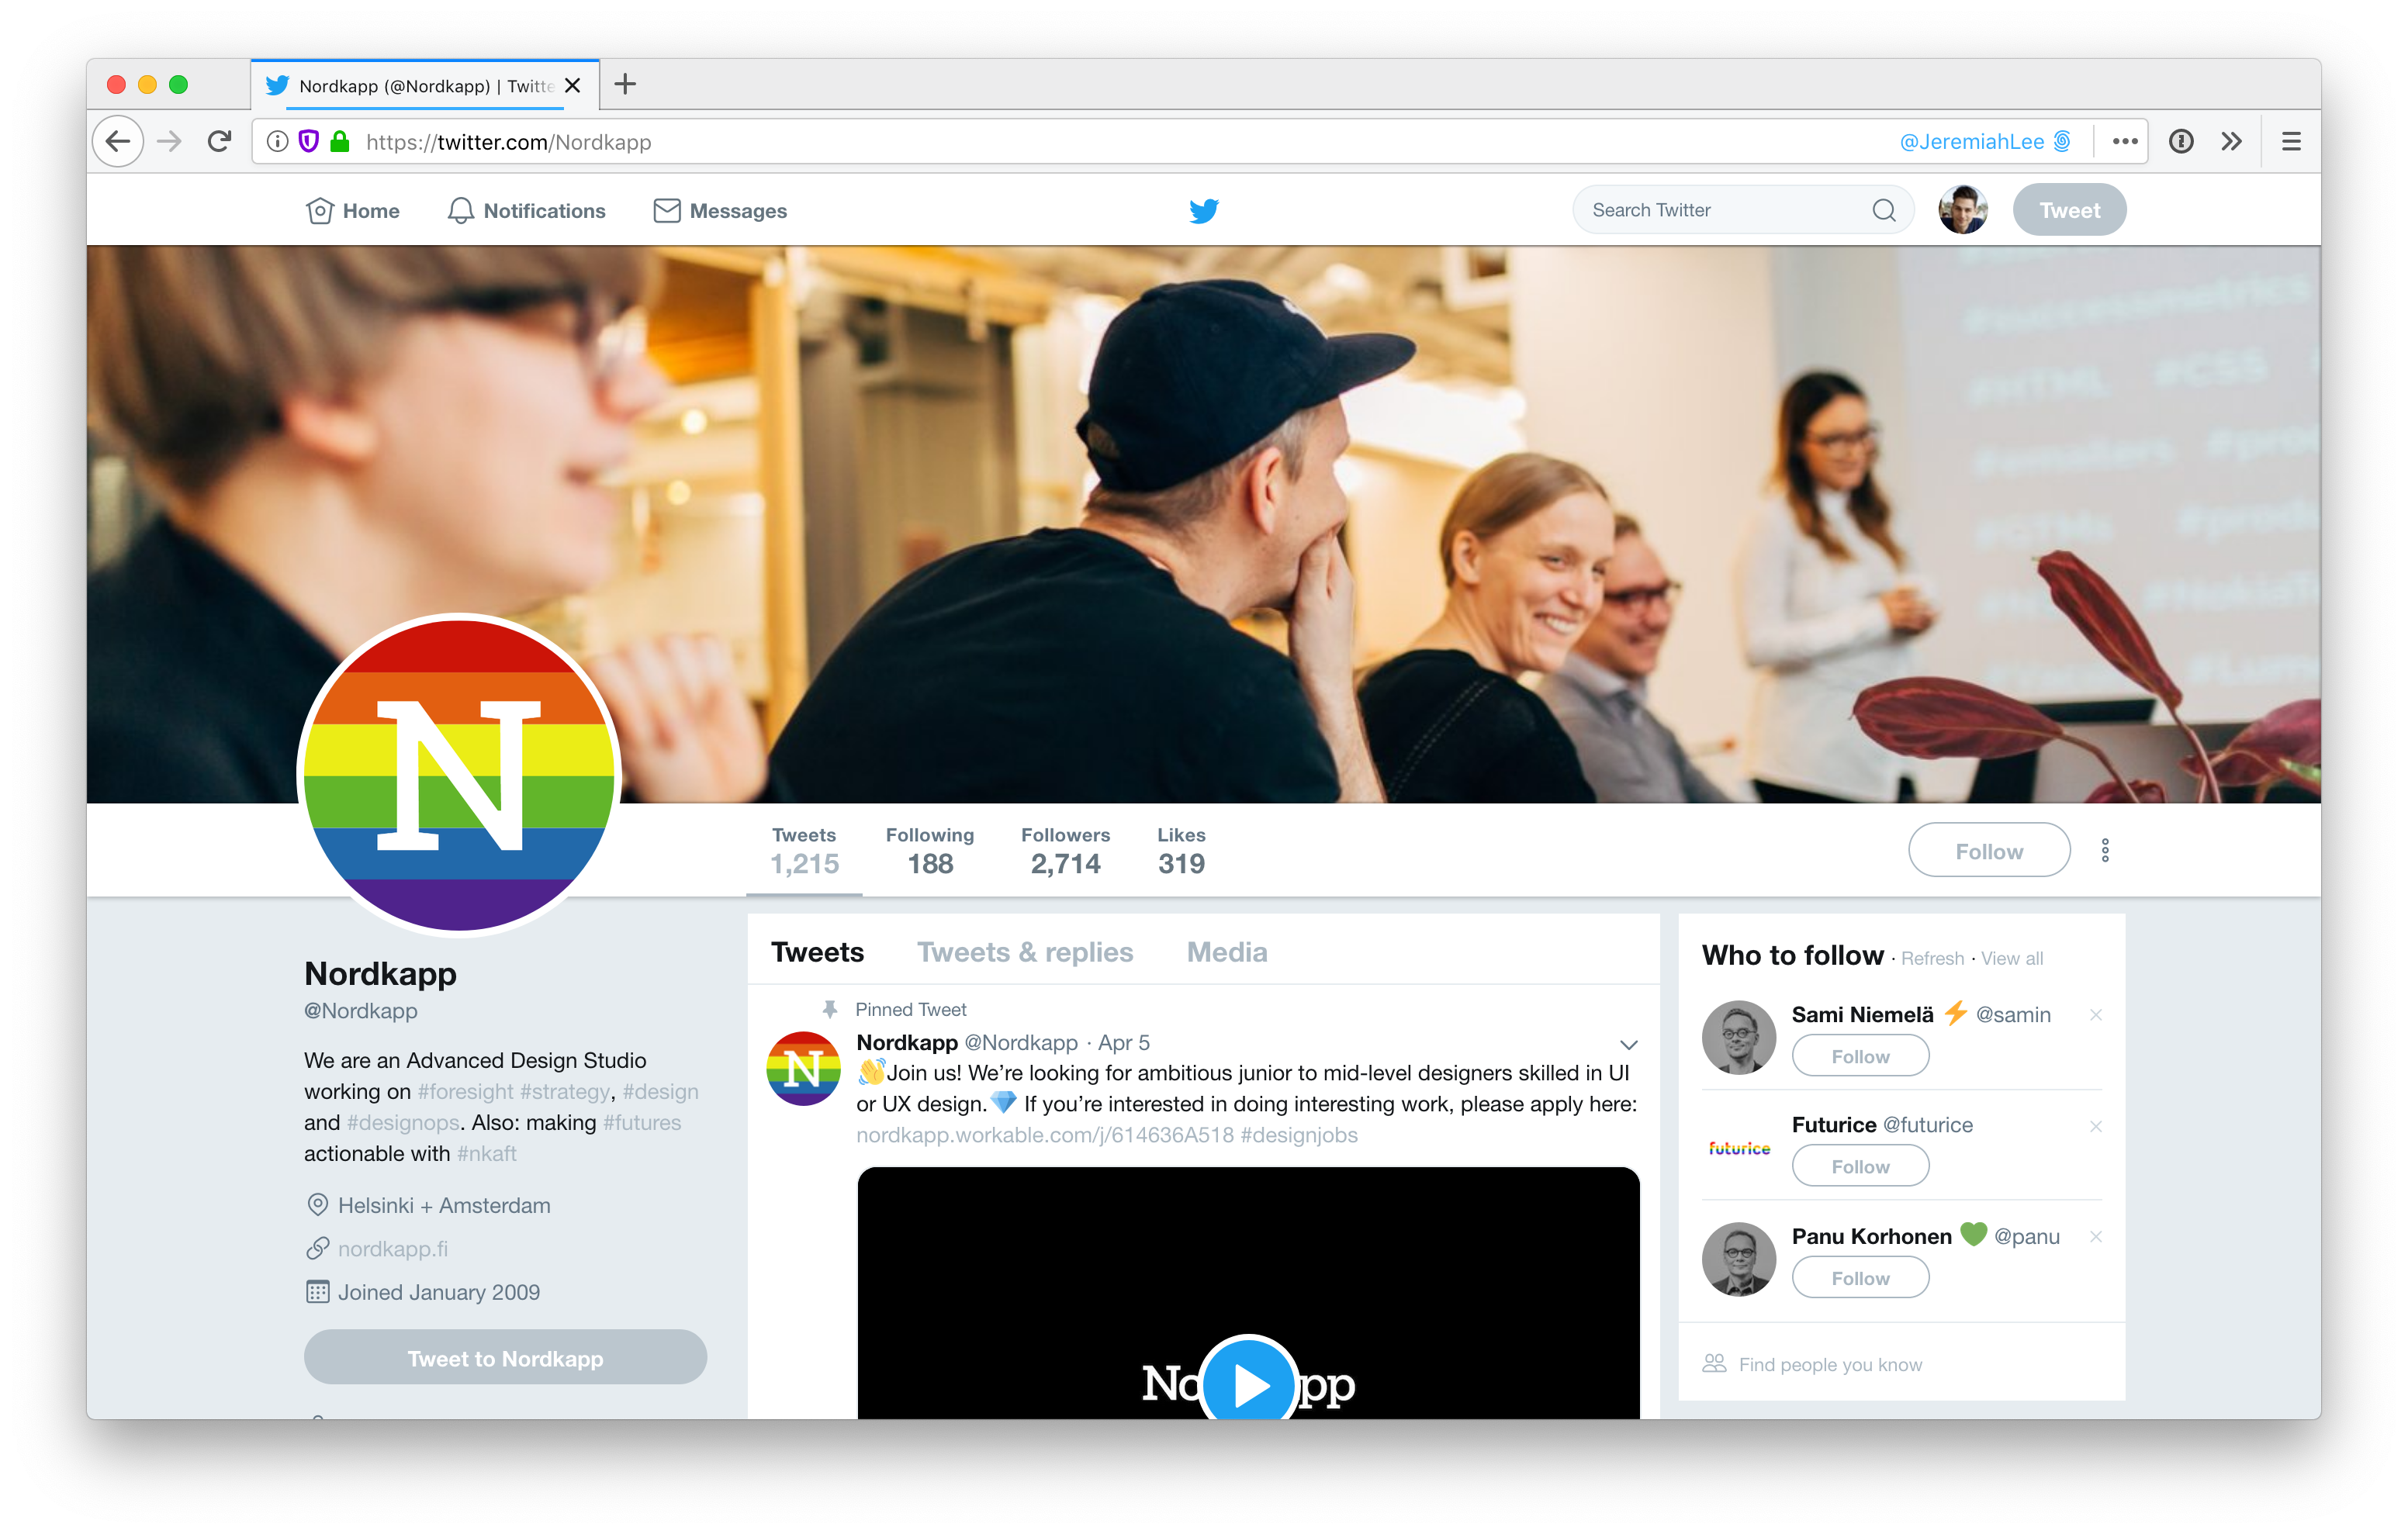 Nordkapp (@Nordkapp) | Twitte
https://twitter.com/Nordkapp
@JeremiahLee
Home
Notifications
Messages
Search Twitter
Tweet
#successmetrics
#HTML #CSS
N
Tweets
1,215
Following
188
Followers
2,714
Likes
319
Follow
Nordkapp
@Nordkapp
We are an Advanced Design Studio
working on #foresight #strategy, #design
and #designops. Also: making #futures
actionable with #nkaft
Helsinki + Amsterdam
nordkapp.fi
Joined January 2009
Tweet to Nordkapp
Tweets
Tweets & replies
Media
Pinned Tweet
N
Nordkapp @Nordkapp · Apr 5
👋Join us! We’re looking for ambitious junior to mid-level designers skilled in UI
or UX design.💎 If you’re interested in doing interesting work, please apply here:
nordkapp.workable.com/j/614636A518 #designjobs
No pp
Who to follow · Refresh · View all
Sami Niemelä ⚡ @samin
Follow
futurice
Futurice @futurice
Follow
Panu Korhonen 💚 @panu
Follow
Find people you know